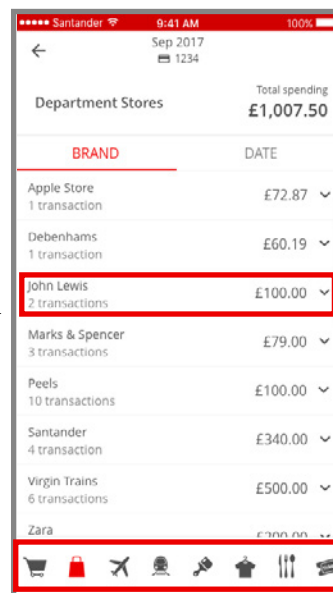 Santander 9:41 AM 100%
Sep 2017
1234
Department Stores
Total spending
£1,007.50
BRAND DATE
Apple Store
1 transaction
£72.87
Debenhams
1 transaction
£60.19
John Lewis
2 transactions
£100.00
Marks & Spencer
3 transactions
£79.00
Peels
10 transactions
£100.00
Santander
4 transaction
£340.00
Virgin Trains
6 transactions
£500.00
Zara